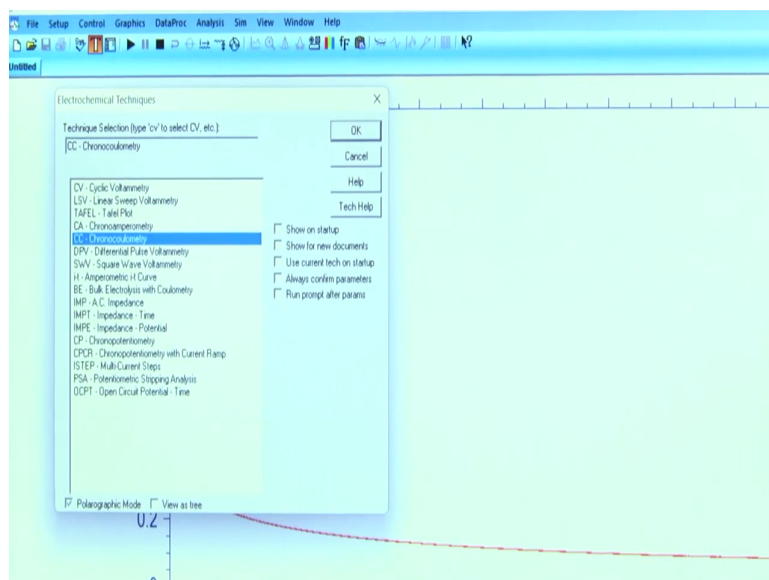 File Setup Control Graphics DataProc Analysis Sim View Window Help
Untitled
Electrochemical Techniques
Technique Selection (type 'cv' to select CV, etc.):
CC - Chronocoulometry
OK
Cancel
Help
Tech Help
CV - Cyclic Voltammetry
LSV - Linear Sweep Voltammetry
TAFEL - Tafel Plot
CA - Chronoamperometry
CC - Chronocoulometry
DPV - Differential Pulse Voltammetry
SWV - Square Wave Voltammetry
i-t - Amperometric i-t Curve
BE - Bulk Electrolysis with Coulometry
IMP - A.C. Impedance
IMPT - Impedance - Time
IMPE - Impedance - Potential
CP - Chronopotentiometry
CPCR - Chronopotentiometry with Current Ramp
ISTEP - Multi-Current Steps
PSA - Potentiometric Stripping Analysis
OCPT - Open Circuit Potential - Time
Show on startup
Show for new documents
Use current tech on startup
Always confirm parameters
Run prompt after params
Polarographic Mode View as tree
0.2